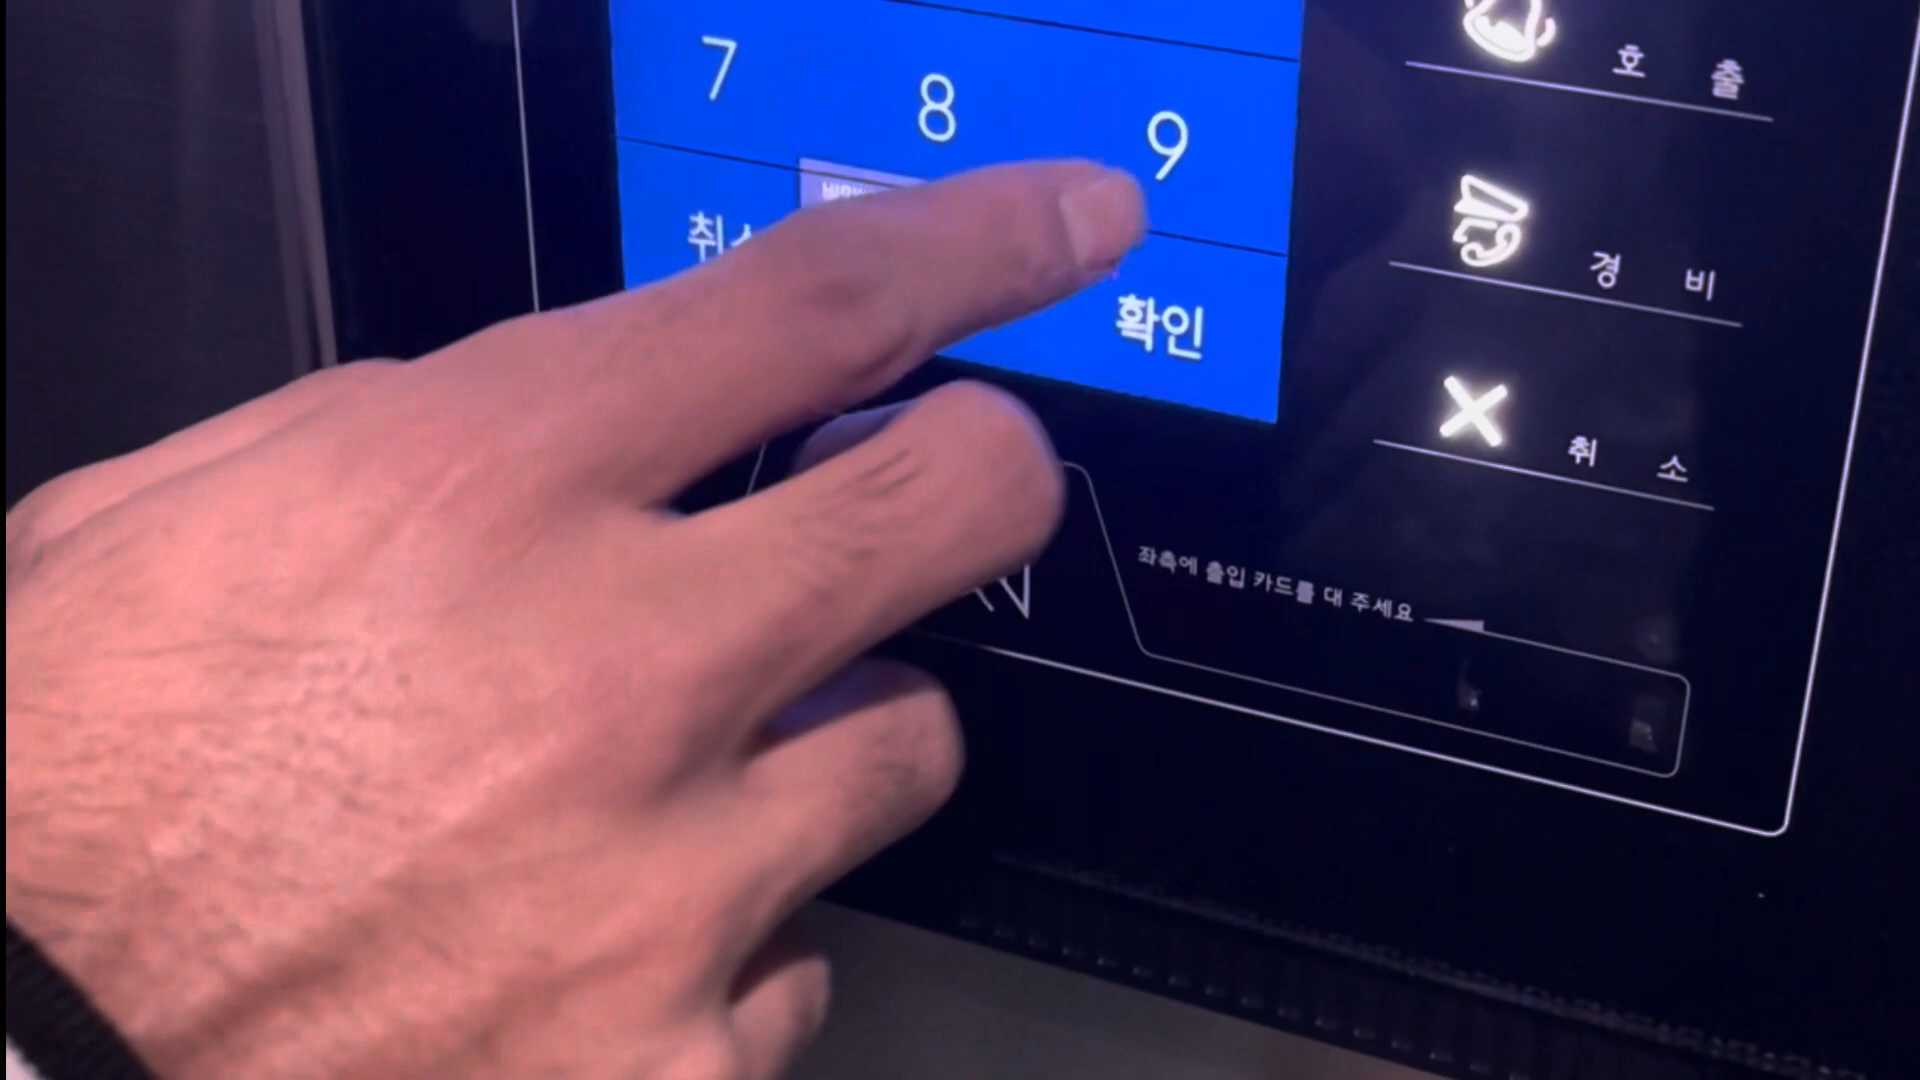 7 8 9
호 출
취
확인
경 비
취 소
좌측에 출입 카드를 대 주세요